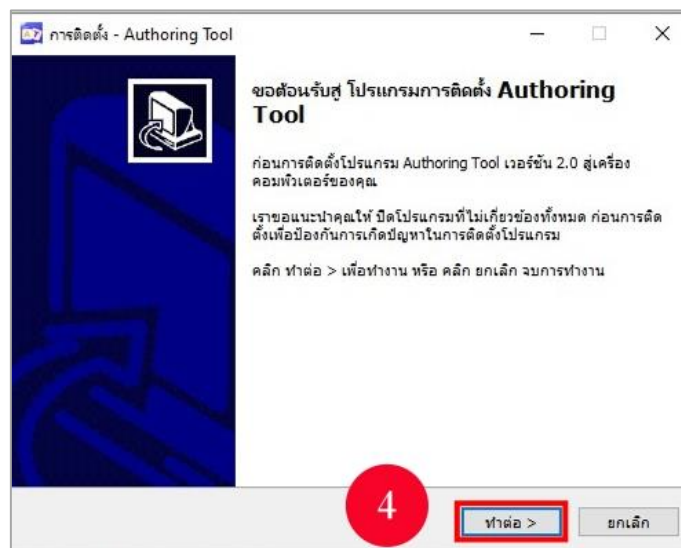 การติดตั้ง - Authoring Tool
ขอต้อนรับสู่ โปรแกรมการติดตั้ง Authoring
Tool
ก่อนการติดตั้งโปรแกรม Authoring Tool เวอร์ชัน 2.0 สู่เครื่อง
คอมพิวเตอร์ของคุณ
เราขอแนะนำคุณให้ ปิดโปรแกรมที่ไม่เกี่ยวข้องทั้งหมด ก่อนการติด
ตั้งเพื่อป้องกันการเกิดปัญหาในการติดตั้งโปรแกรม
คลิก ทำต่อ > เพื่อทำงาน หรือ คลิก ยกเลิก จบการทำงาน
4
ทำต่อ >
ยกเลิก